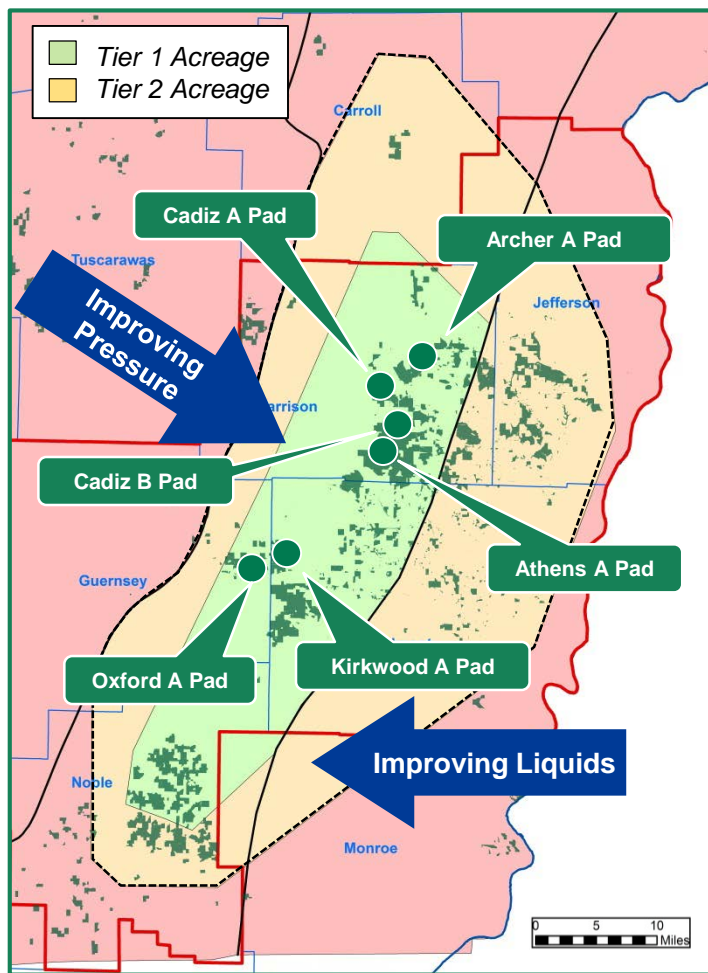 Tier 1 Acreage
Tier 2 Acreage
Carroll
Cadiz A Pad
Archer A Pad
Tuscarawas
Jefferson
Improving
Pressure
arrison
Cadiz B Pad
Athens A Pad
Guernsey
Oxford A Pad
Kirkwood A Pad
Improving Liquids
Noble
Monroe
0 5 10
Miles